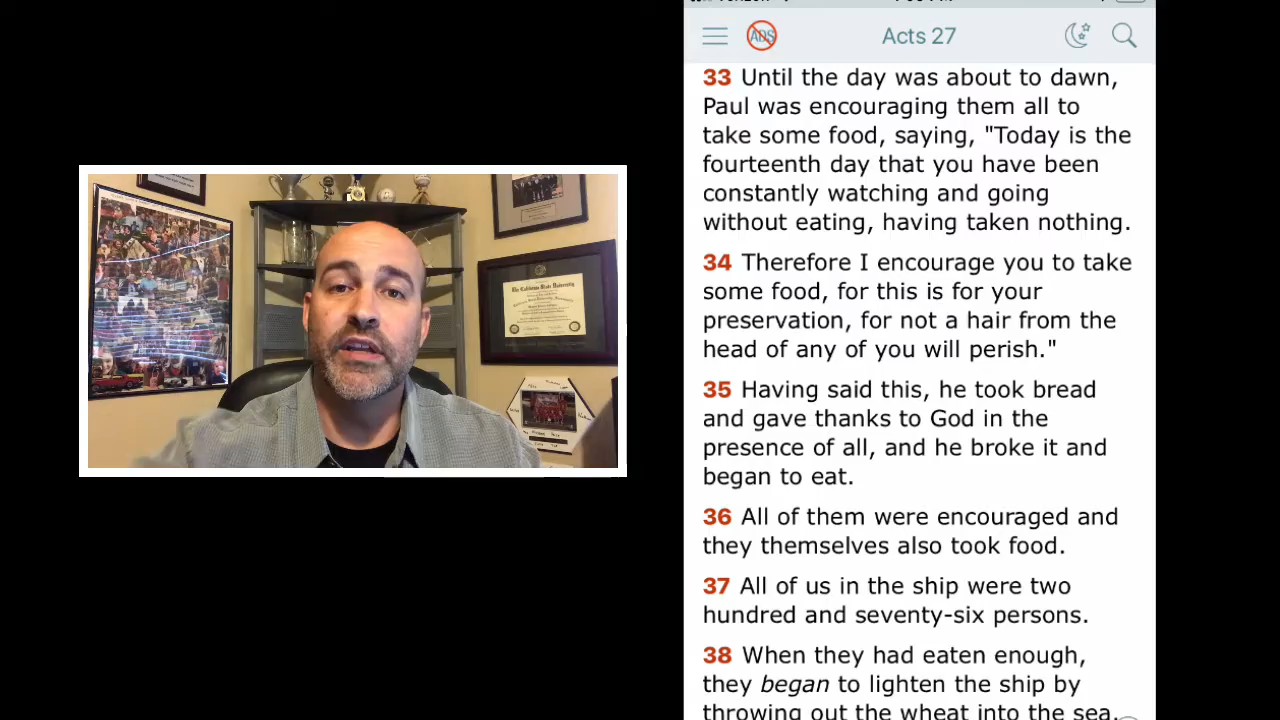 ADS
Acts 27
33 Until the day was about to dawn,
Paul was encouraging them all to
take some food, saying, "Today is the
fourteenth day that you have been
constantly watching and going
without eating, having taken nothing.
34 Therefore I encourage you to take
some food, for this is for your
preservation, for not a hair from the
head of any of you will perish."
35 Having said this, he took bread
and gave thanks to God in the
presence of all, and he broke it and
began to eat.
36 All of them were encouraged and
they themselves also took food.
37 All of us in the ship were two
hundred and seventy-six persons.
38 When they had eaten enough,
they began to lighten the ship by
throwing out the wheat into the sea.
The California State University